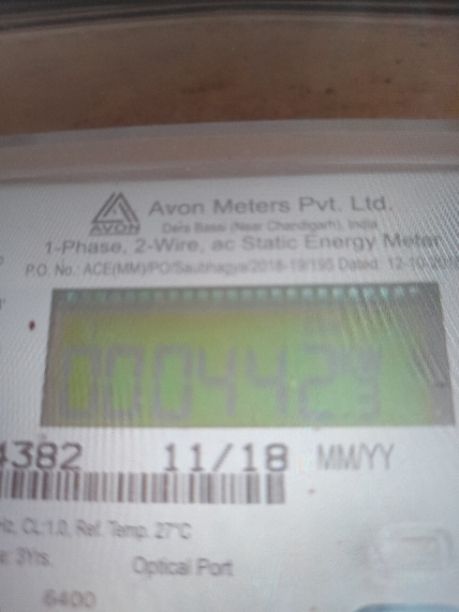 AVON
Avon Meters Pvt. Ltd.
Dera Bassi (Near Chandigarh), India
1-Phase, 2-Wire, ac Static Energy Meter
P.O. No.: ACE(MM)/PO/Saubhagya/2018-19/195 Dated: 12-10-201
000442
4382 11/18 MM/YY
Hz, CL:1.0, Ref. Temp. 27°C
e: 3Yrs. Optical Port
6400